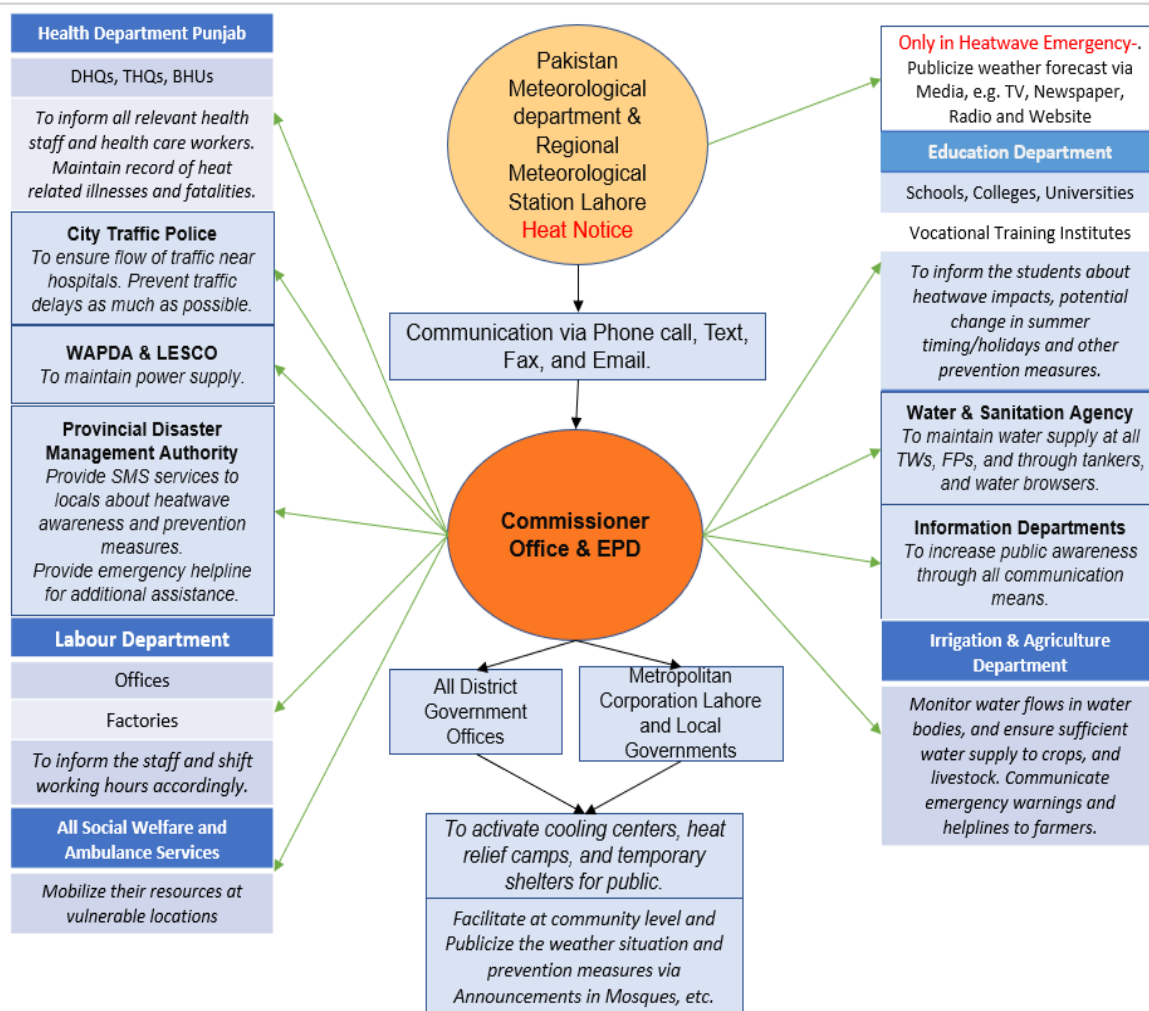 Health Department Punjab
DHQs, THQs, BHUs
To inform all relevant health
staff and health care workers.
Maintain record of heat
related illnesses and fatalities.
City Traffic Police
To ensure flow of traffic near
hospitals. Prevent traffic
delays as much as possible.
WAPDA & LESCO
To maintain power supply.
Provincial Disaster
Management Authority
Provide SMS services to
locals about heatwave
awareness and prevention
measures.
Provide emergency helpline
for additional assistance.
Labour Department
Offices
Factories
To inform the staff and shift
working hours accordingly.
All Social Welfare and
Ambulance Services
Mobilize their resources at
vulnerable locations
Pakistan
Meteorological
department &
Regional
Meteorological
Station Lahore
Heat Notice
Communication via Phone call, Text,
Fax, and Email.
Commissioner
Office & EPD
All District
Government
Offices
Metropolitan
Corporation Lahore
and Local
Governments
To activate cooling centers, heat
relief camps, and temporary
shelters for public.
Facilitate at community level and
Publicize the weather situation and
prevention measures via
Announcements in Mosques, etc.
Only in Heatwave Emergency-.
Publicize weather forecast via
Media, e.g. TV, Newspaper,
Radio and Website
Education Department
Schools, Colleges, Universities
Vocational Training Institutes
To inform the students about
heatwave impacts, potential
change in summer
timing/holidays and other
prevention measures.
Water & Sanitation Agency
To maintain water supply at all
TWs, FPs, and through tankers,
and water browsers.
Information Departments
To increase public awareness
through all communication
means.
Irrigation & Agriculture
Department
Monitor water flows in water
bodies, and ensure sufficient
water supply to crops, and
livestock. Communicate
emergency warnings and
helplines to farmers.